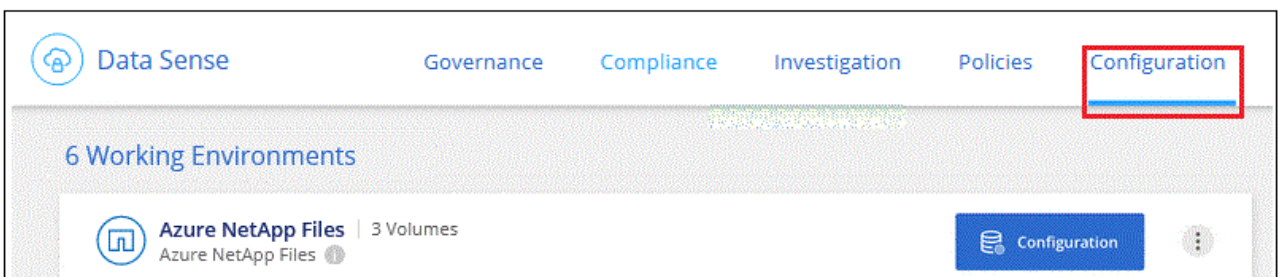 Data Sense Governance Compliance Investigation Policies Configuration
6 Working Environments
Azure NetApp Files | 3 Volumes
Azure NetApp Files
Configuration